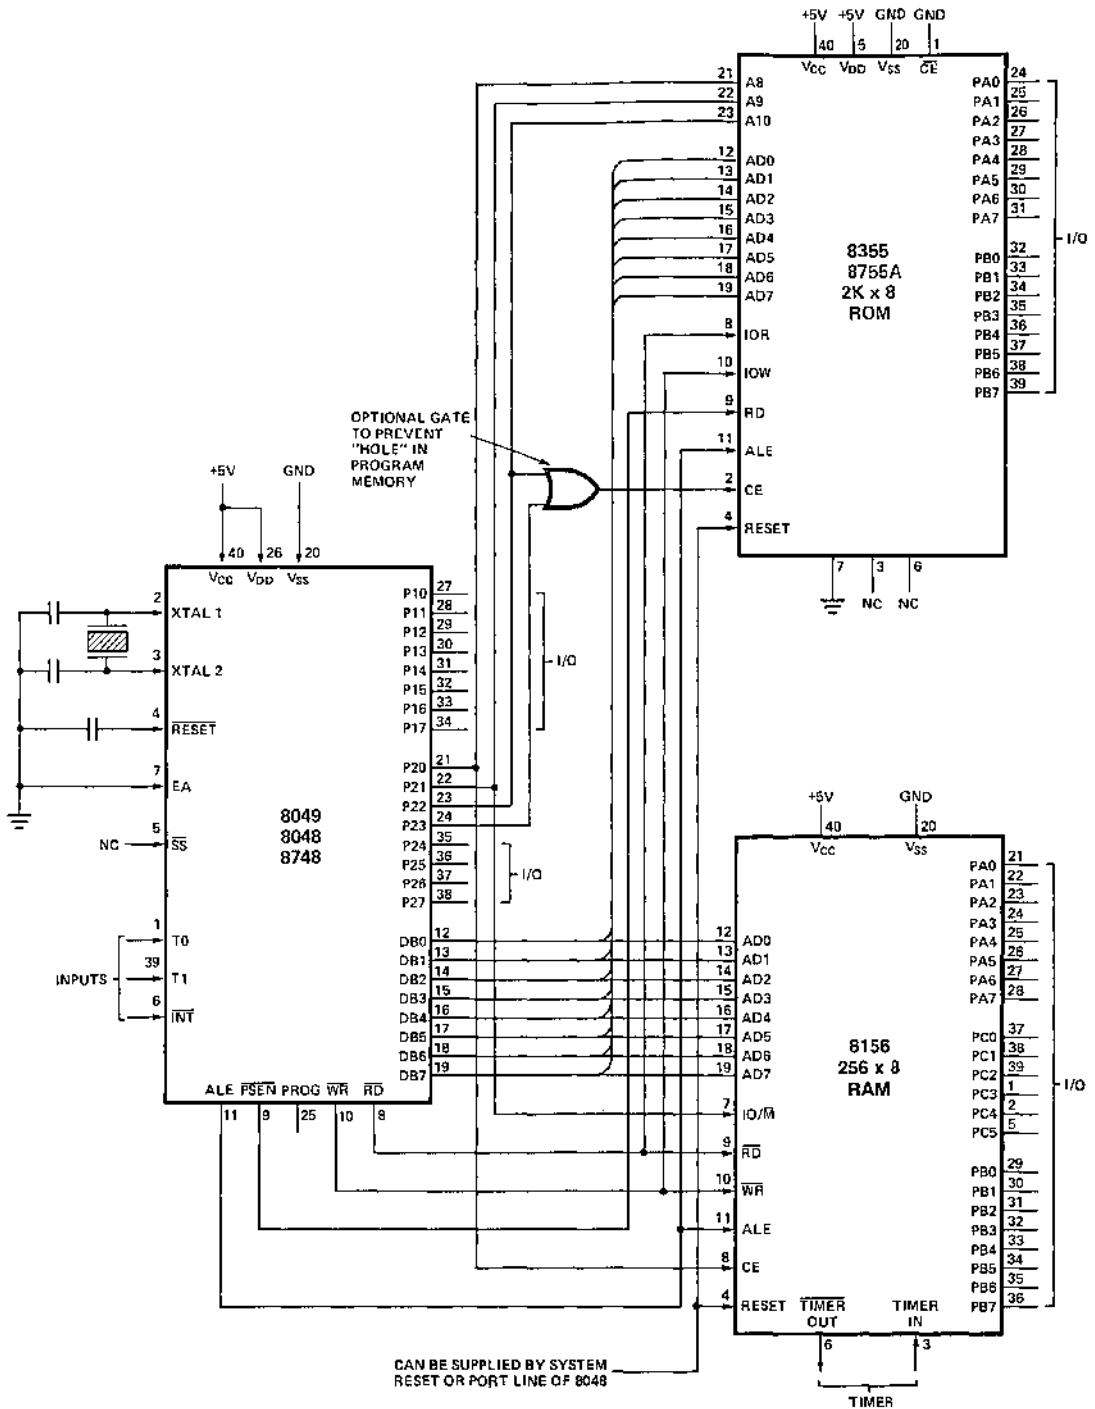 +5V +5V GND GND
40 5 20 1
VCC VDD VSS CE
21 A8
22 A9
23 A10
12 AD0
13 AD1
14 AD2
15 AD3
16 AD4
17 AD5
18 AD6
19 AD7
8 IOR
10 IOW
9 RD
11 ALE
2 CE
4 RESET
8355
8755A
2K x 8
ROM
PA0 24
PA1 25
PA2 26
PA3 27
PA4 28
PA5 29
PA6 30
PA7 31
PB0 32
PB1 33
PB2 34
PB3 35
PB4 36
PB5 37
PB6 38
PB7 39
I/O
7 3 6
NC NC
OPTIONAL GATE
TO PREVENT
"HOLE" IN
PROGRAM
MEMORY
+5V GND
40 26 20
VCC VDD VSS
2 XTAL 1
3 XTAL 2
4 RESET
7 EA
NC 5 SS
1 T0
39 T1
6 INT
INPUTS
8049
8048
8748
P10 27
P11 28
P12 29
P13 30
P14 31
P15 32
P16 33
P17 34
I/O
P20 21
P21 22
P22 23
P23 24
P24 35
P25 36
P26 37
P27 38
I/O
DB0 12
DB1 13
DB2 14
DB3 15
DB4 16
DB5 17
DB6 18
DB7 19
ALE PSEN PROG WR RD
11 9 25 10 8
+5V GND
40 20
VCC VSS
12 AD0
13 AD1
14 AD2
15 AD3
16 AD4
17 AD5
18 AD6
19 AD7
7 IO/M
9 RD
10 WR
11 ALE
8 CE
4 RESET
8156
256 x 8
RAM
PA0 21
PA1 22
PA2 23
PA3 24
PA4 25
PA5 26
PA6 27
PA7 28
PC0 37
PC1 38
PC2 39
PC3 1
PC4 2
PC5 5
PB0 29
PB1 30
PB2 31
PB3 32
PB4 33
PB5 34
PB6 35
PB7 36
I/O
TIMER OUT
TIMER IN
6 3
TIMER
CAN BE SUPPLIED BY SYSTEM
RESET OR PORT LINE OF 8048